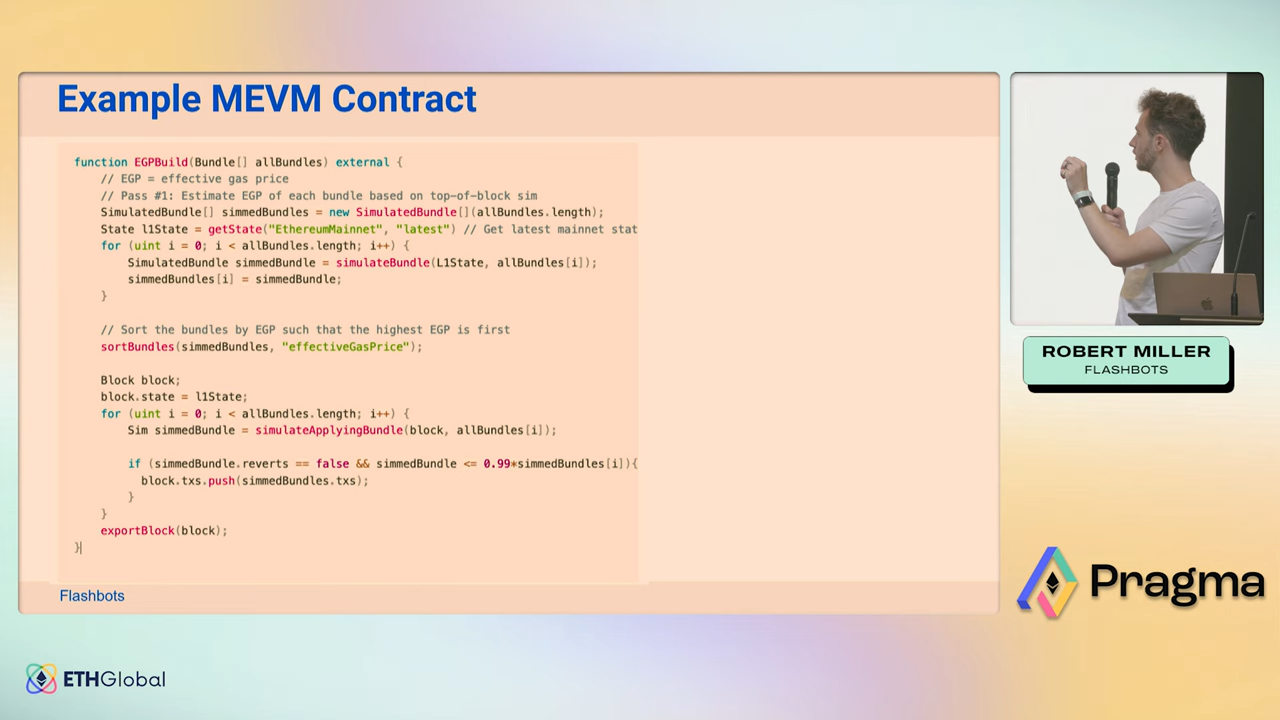 Example MEVM Contract
function EGPBuild(Bundle[] allBundles) external {
// EGP = effective gas price
// Pass #1: Estimate EGP of each bundle based on top-of-block sim
SimulatedBundle[] simmedBundles = new SimulatedBundle[](allBundles.length);
State l1State = getState("EthereumMainnet", "latest") // Get latest mainnet stat
for (uint i = 0; i < allBundles.length; i++) {
SimulatedBundle simmedBundle = simulateBundle(L1State, allBundles[i]);
simmedBundles[i] = simmedBundle;
}
// Sort the bundles by EGP such that the highest EGP is first
sortBundles(simmedBundles, "effectiveGasPrice");
Block block;
block.state = l1State;
for (uint i = 0; i < allBundles.length; i++) {
Sim simmedBundle = simulateApplyingBundle(block, allBundles[i]);
if (simmedBundle.reverts == false && simmedBundle <= 0.99*simmedBundles[i]){
block.txs.push(simmedBundles.txs);
}
}
exportBlock(block);
}
Flashbots
ROBERT MILLER
FLASHBOTS
Pragma
ETHGlobal